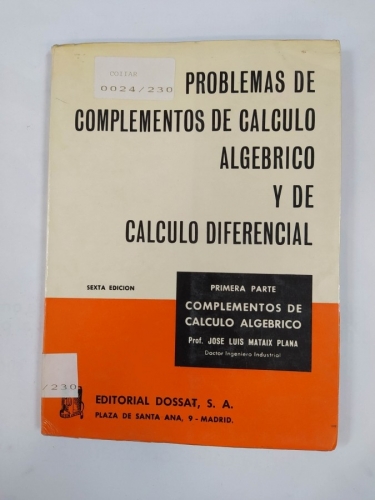 POLIAR
0024/230
PROBLEMAS DE
COMPLEMENTOS DE CALCULO
ALGEBRICO
Y DE
CALCULO DIFERENCIAL
SEXTA EDICION
PRIMERA PARTE
COMPLEMENTOS DE
CALCULO ALGEBRICO
Prof. JOSE LUIS MATAIX PLANA
Doctor Ingeniero Industrial
/230
EDITORIAL DOSSAT, S. A.
PLAZA DE SANTA ANA, 9 - MADRID.